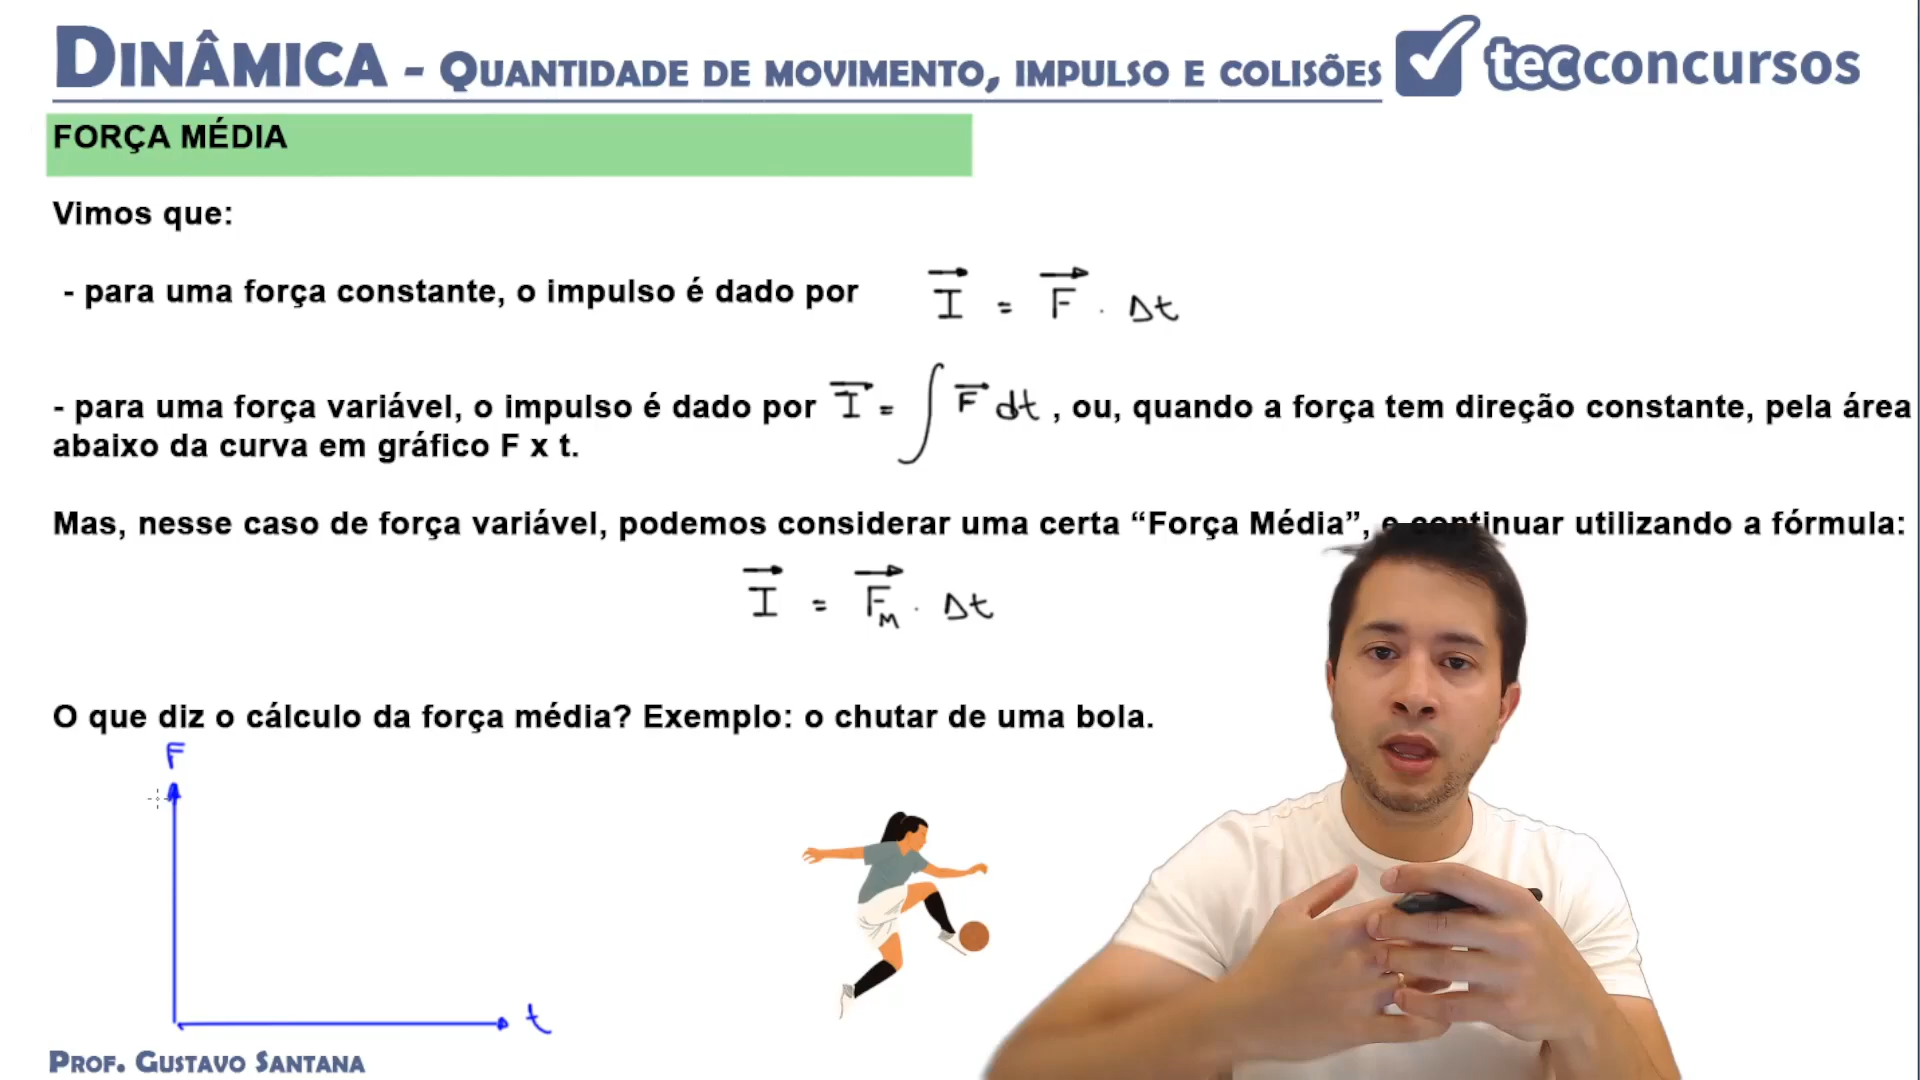 DINÂMICA - QUANTIDADE DE MOVIMENTO, IMPULSO E COLISÕES
tecconcursos
FORÇA MÉDIA
Vimos que:
- para uma força constante, o impulso é dado por I = F . Δt
- para uma força variável, o impulso é dado por I = ∫ F dt , ou, quando a força tem direção constante, pela área
abaixo da curva em gráfico F x t.
Mas, nesse caso de força variável, podemos considerar uma certa “Força Média”, e continuar utilizando a fórmula:
I = F_M . Δt
O que diz o cálculo da força média? Exemplo: o chutar de uma bola.
F
t
PROF. GUSTAVO SANTANA